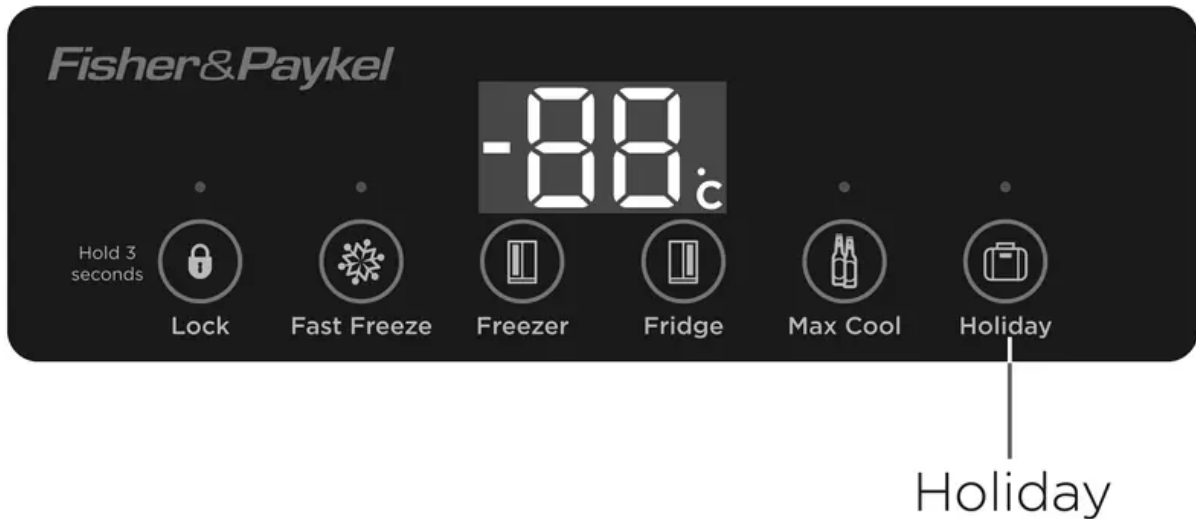 Fisher&Paykel
-88°C
Hold 3
seconds
Lock
Fast Freeze
Freezer
Fridge
Max Cool
Holiday
Holiday